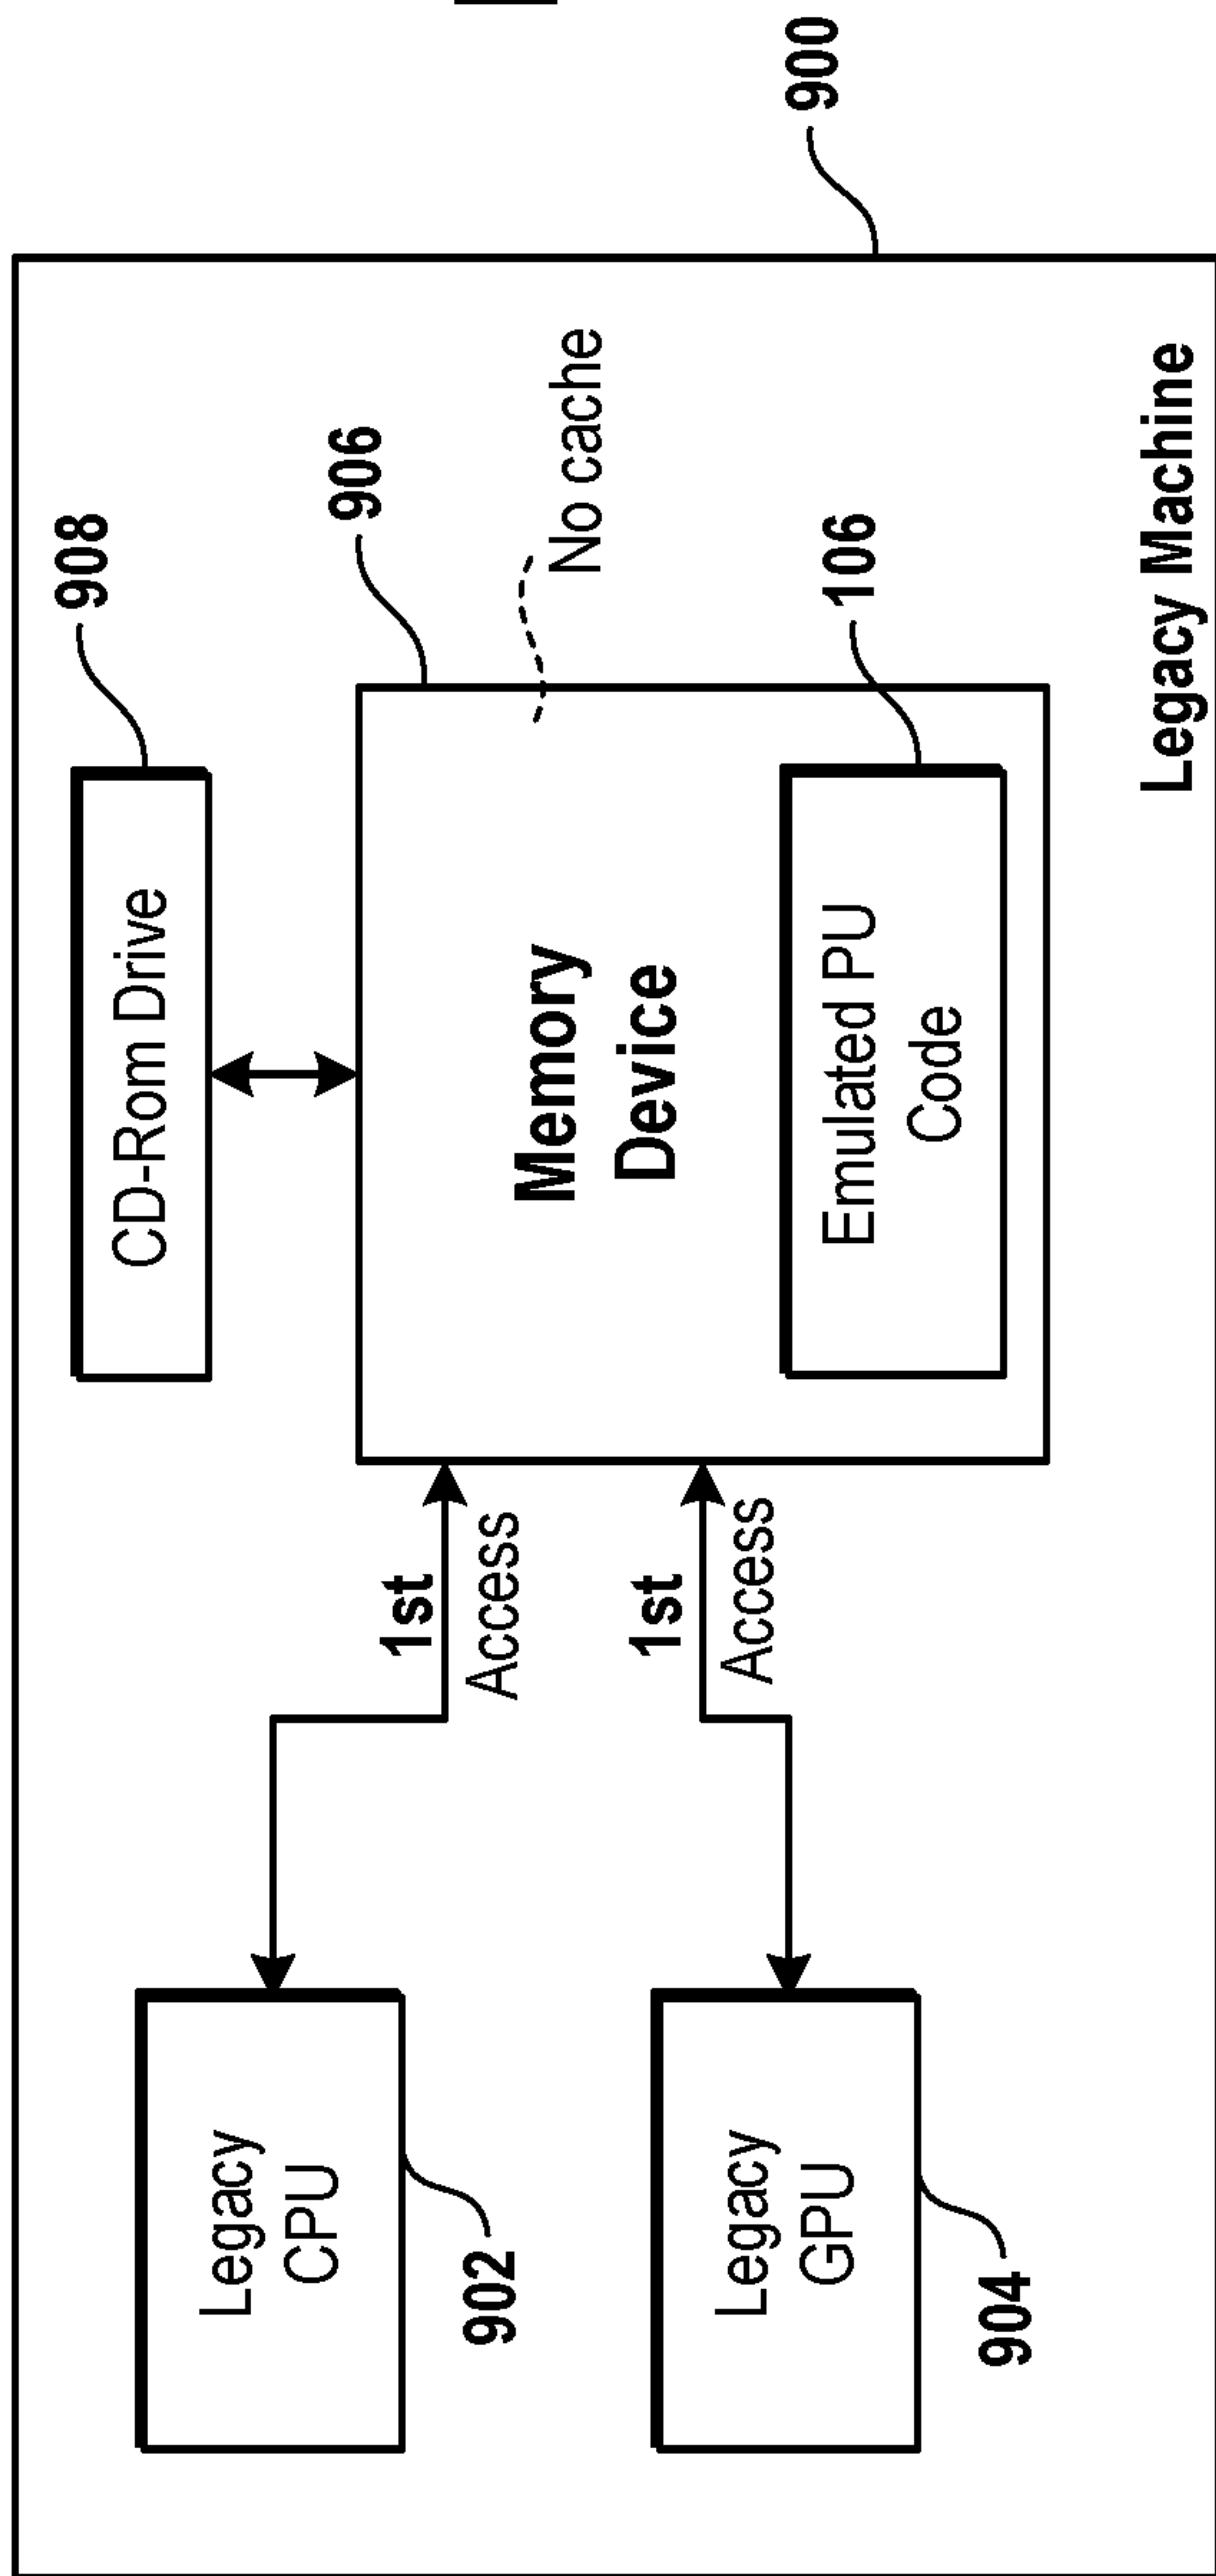 908
CD-Rom Drive
906
No cache
Memory
Device
106
Emulated PU
Code
1st
Access
1st
Access
Legacy
CPU
902
Legacy
GPU
904
Legacy Machine
900